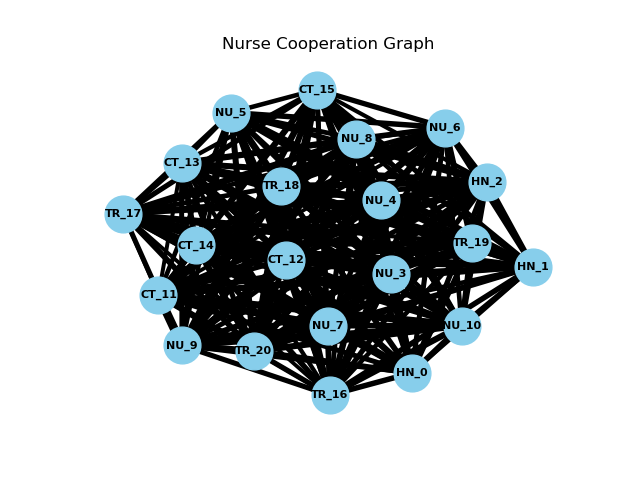 Nurse Cooperation Graph
CT_15
NU_5
NU_6
NU_8
CT_13
HN_2
TR_18
NU_4
TR_17
TR_19
CT_14
CT_12
HN_1
NU_3
CT_11
NU_7
NU_10
NU_9
TR_20
HN_0
TR_16